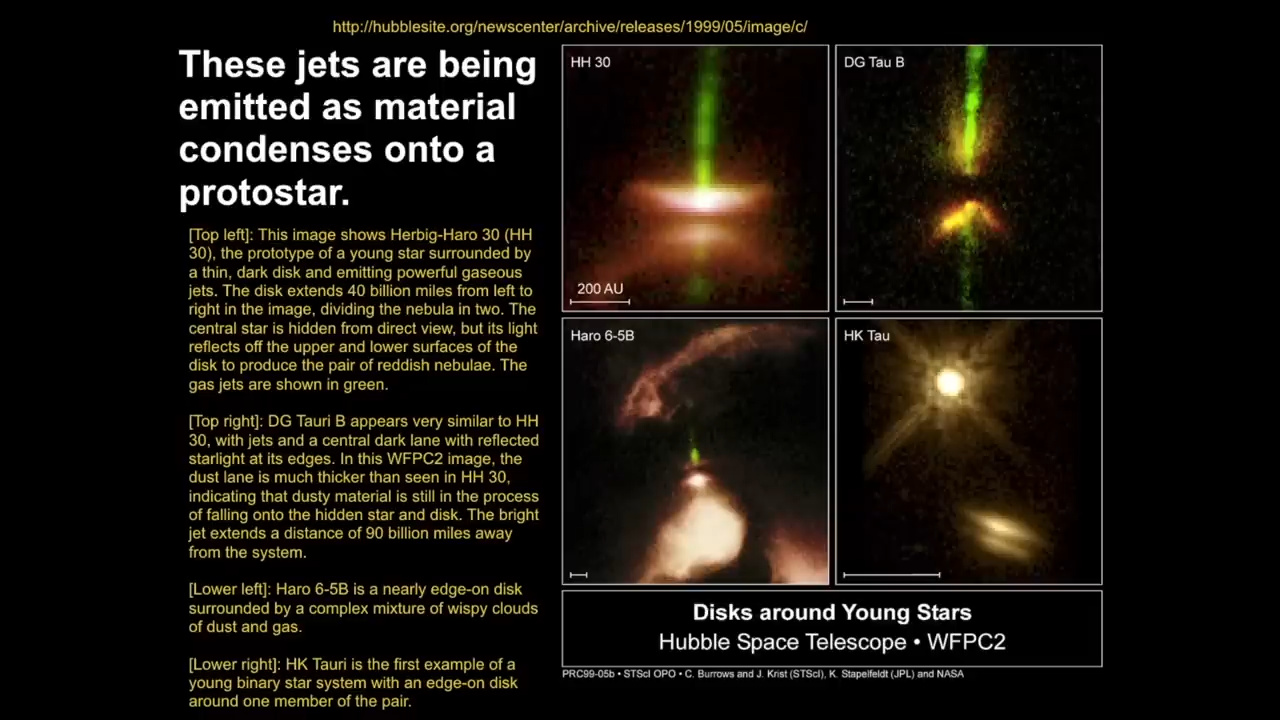 http://hubblesite.org/newscenter/archive/releases/1999/05/image/c/
These jets are being
emitted as material
condenses onto a
protostar.
[Top left]: This image shows Herbig-Haro 30 (HH
30), the prototype of a young star surrounded by
a thin, dark disk and emitting powerful gaseous
jets. The disk extends 40 billion miles from left to
right in the image, dividing the nebula in two. The
central star is hidden from direct view, but its light
reflects off the upper and lower surfaces of the
disk to produce the pair of reddish nebulae. The
gas jets are shown in green.
[Top right]: DG Tauri B appears very similar to HH
30, with jets and a central dark lane with reflected
starlight at its edges. In this WFPC2 image, the
dust lane is much thicker than seen in HH 30,
indicating that dusty material is still in the process
of falling onto the hidden star and disk. The bright
jet extends a distance of 90 billion miles away
from the system.
[Lower left]: Haro 6-5B is a nearly edge-on disk
surrounded by a complex mixture of wispy clouds
of dust and gas.
[Lower right]: HK Tauri is the first example of a
young binary star system with an edge-on disk
around one member of the pair.
HH 30
200 AU
DG Tau B
Haro 6-5B
HK Tau
Disks around Young Stars
Hubble Space Telescope • WFPC2
PRC99-05b • STScI OPO • C. Burrows and J. Krist (STScI), K. Stapelfeldt (JPL) and NASA